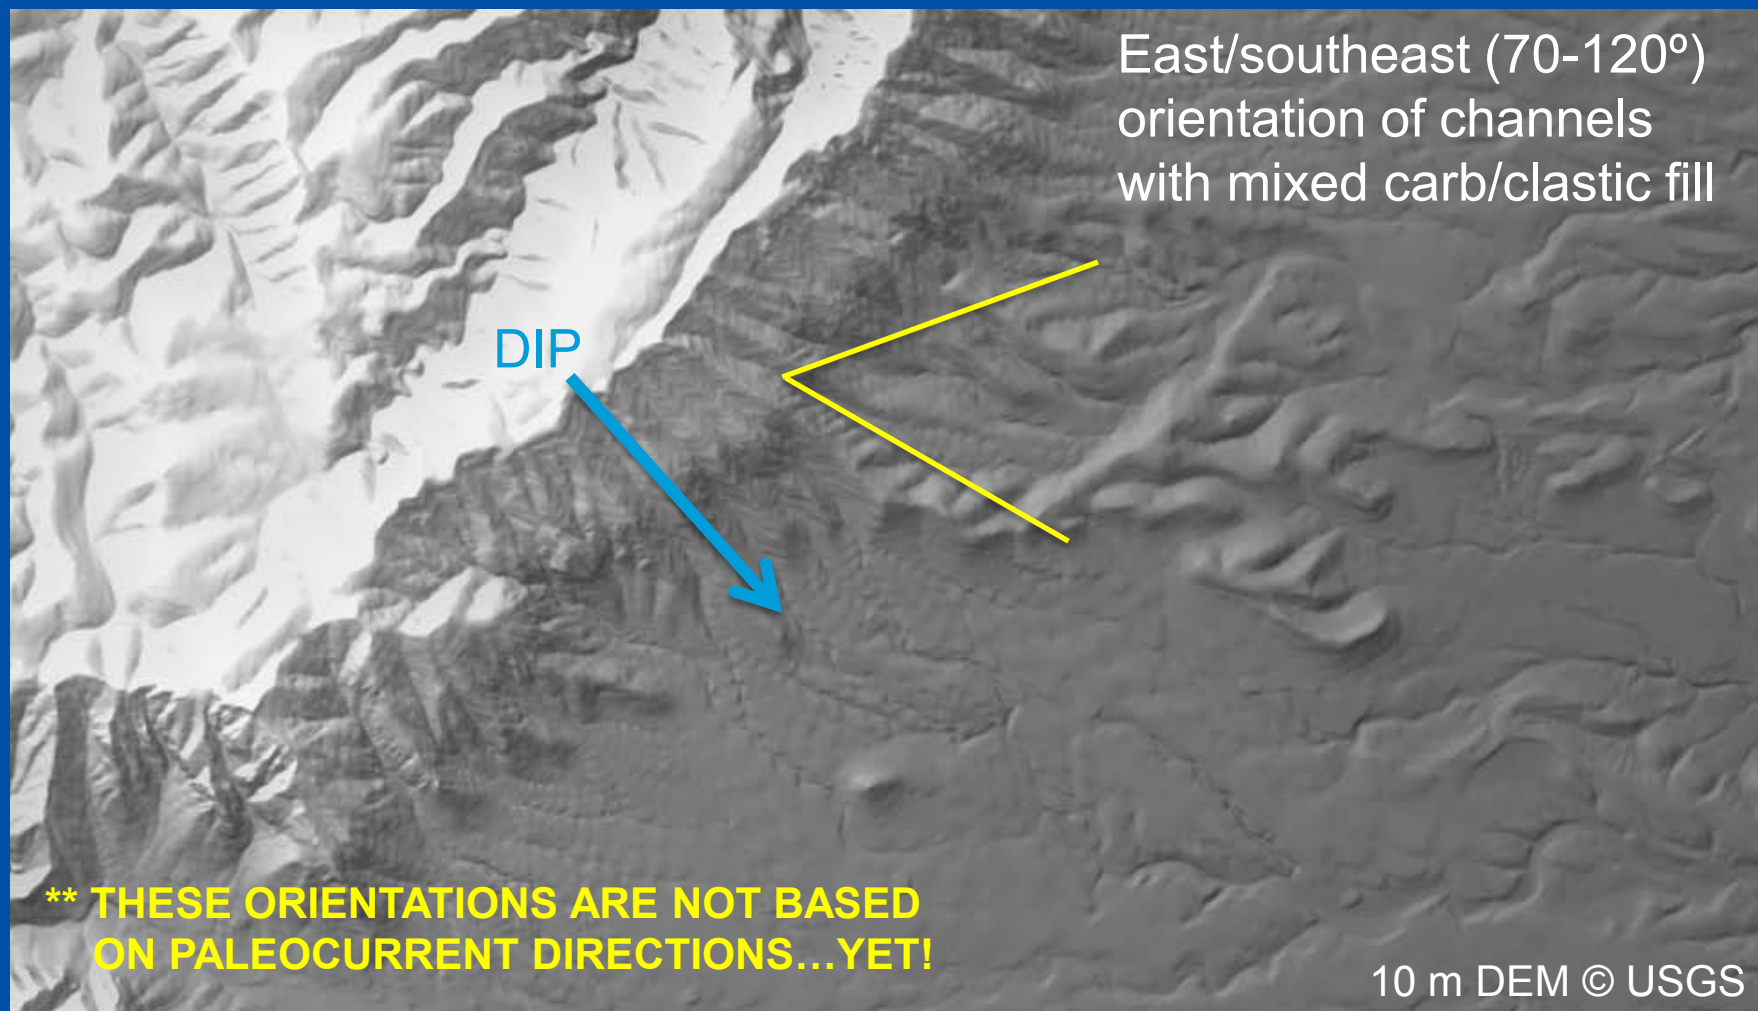 East/southeast (70-120º)
orientation of channels
with mixed carb/clastic fill
DIP
** THESE ORIENTATIONS ARE NOT BASED
ON PALEOCURRENT DIRECTIONS…YET!
10 m DEM © USGS